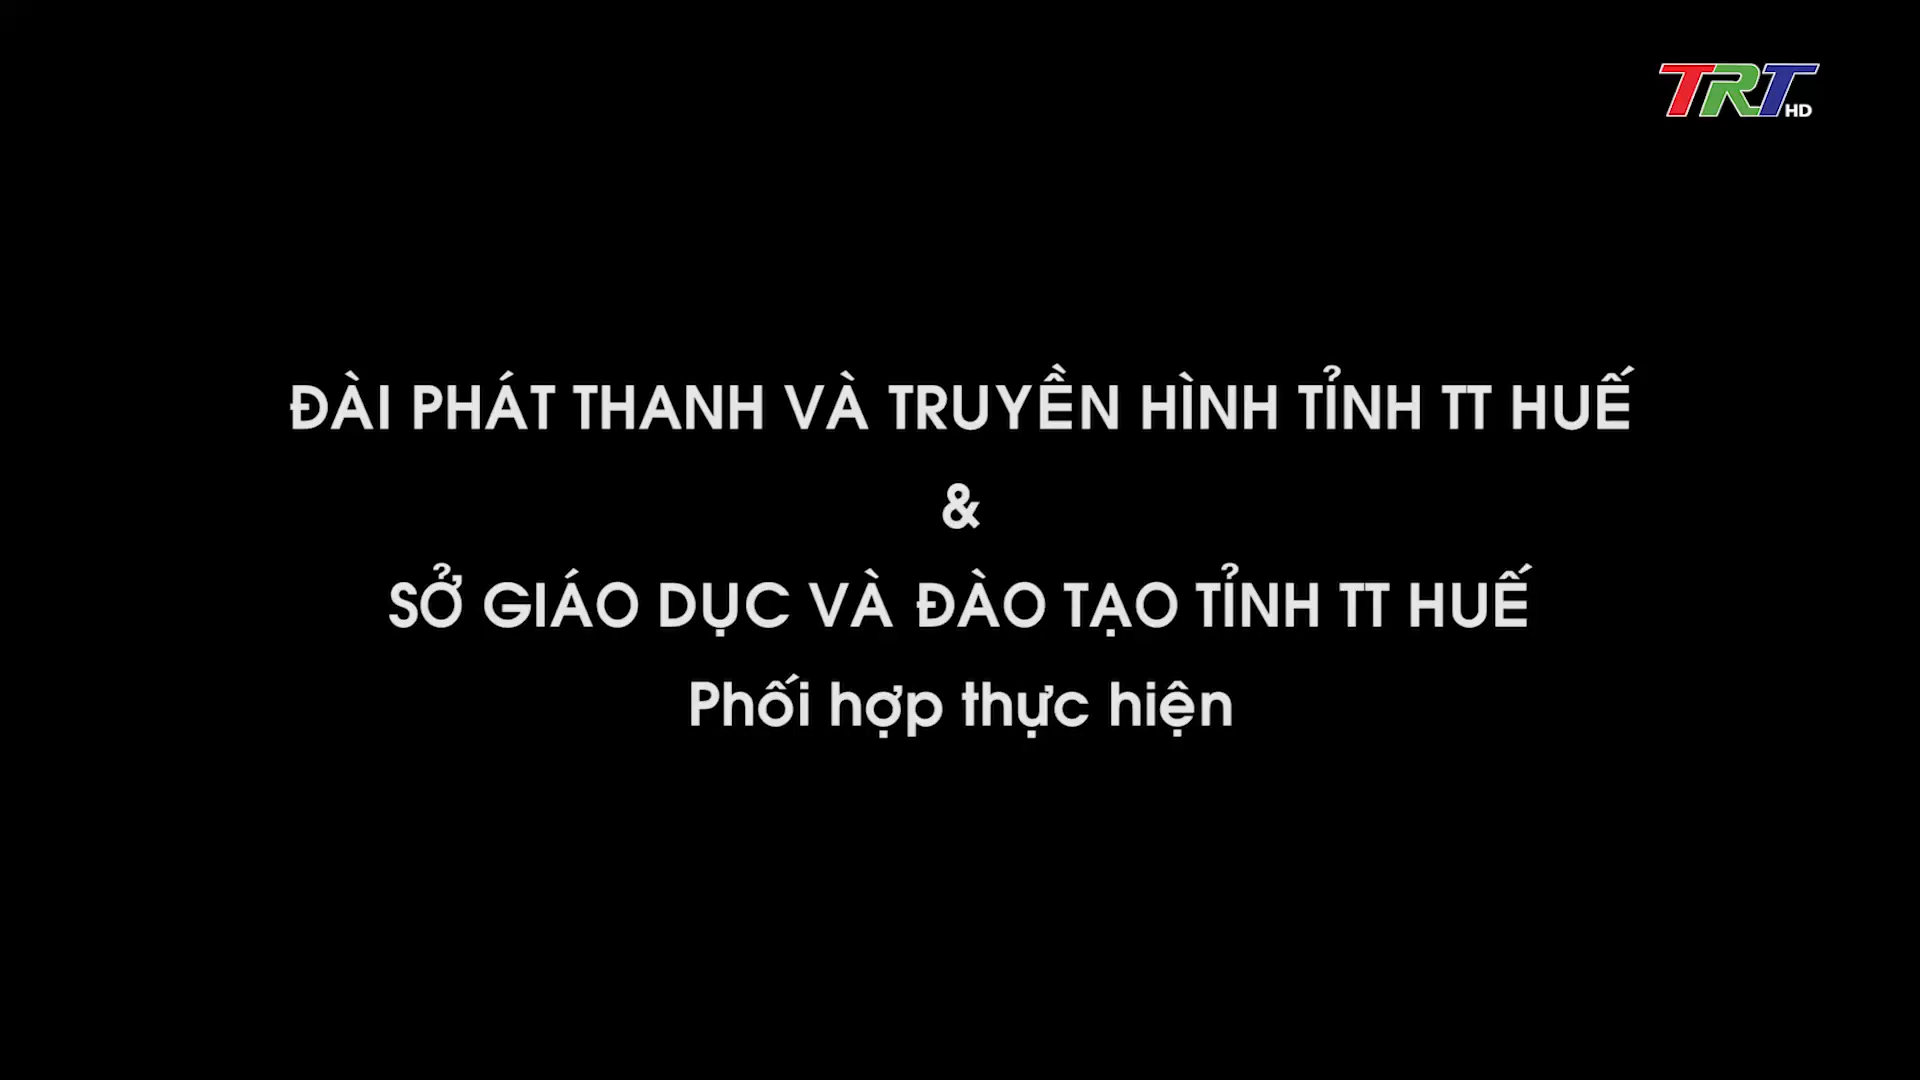 TRT HD
ĐÀI PHÁT THANH VÀ TRUYỀN HÌNH TỈNH TT HUẾ
&
SỞ GIÁO DỤC VÀ ĐÀO TẠO TỈNH TT HUẾ
Phối hợp thực hiện